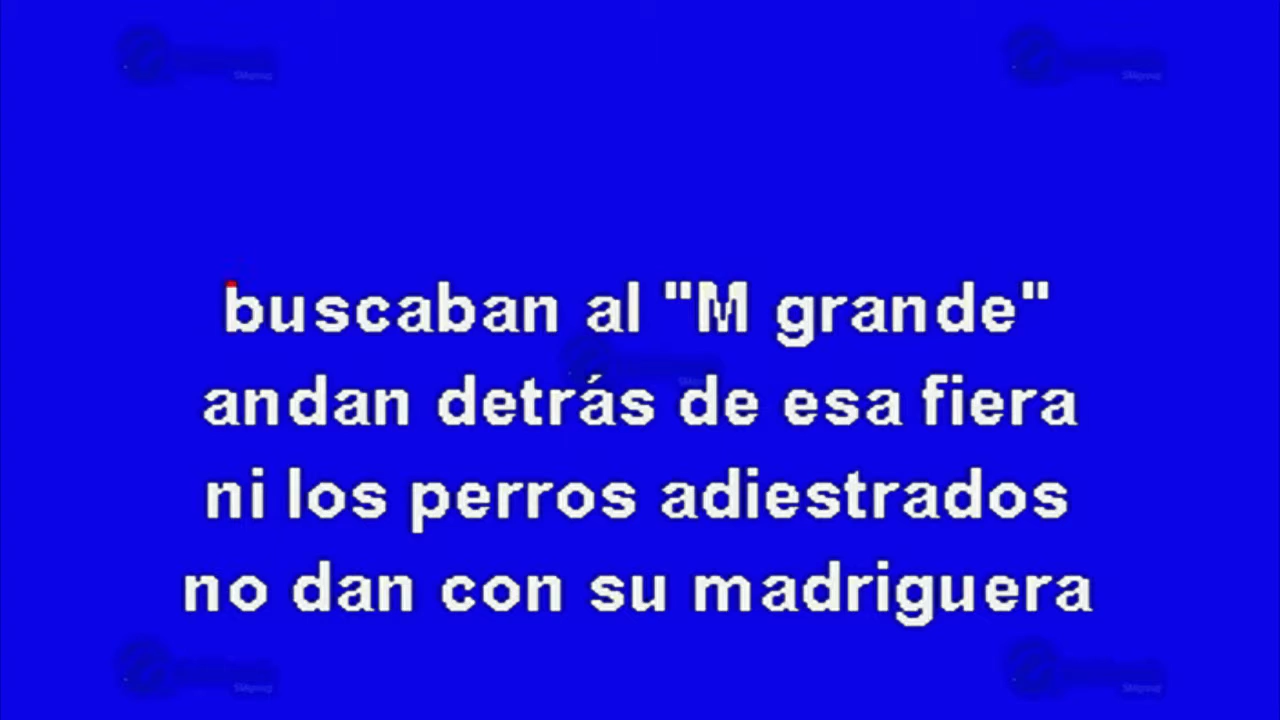 buscaban al "M grande"
andan detrás de esa fiera
ni los perros adiestrados
no dan con su madriguera